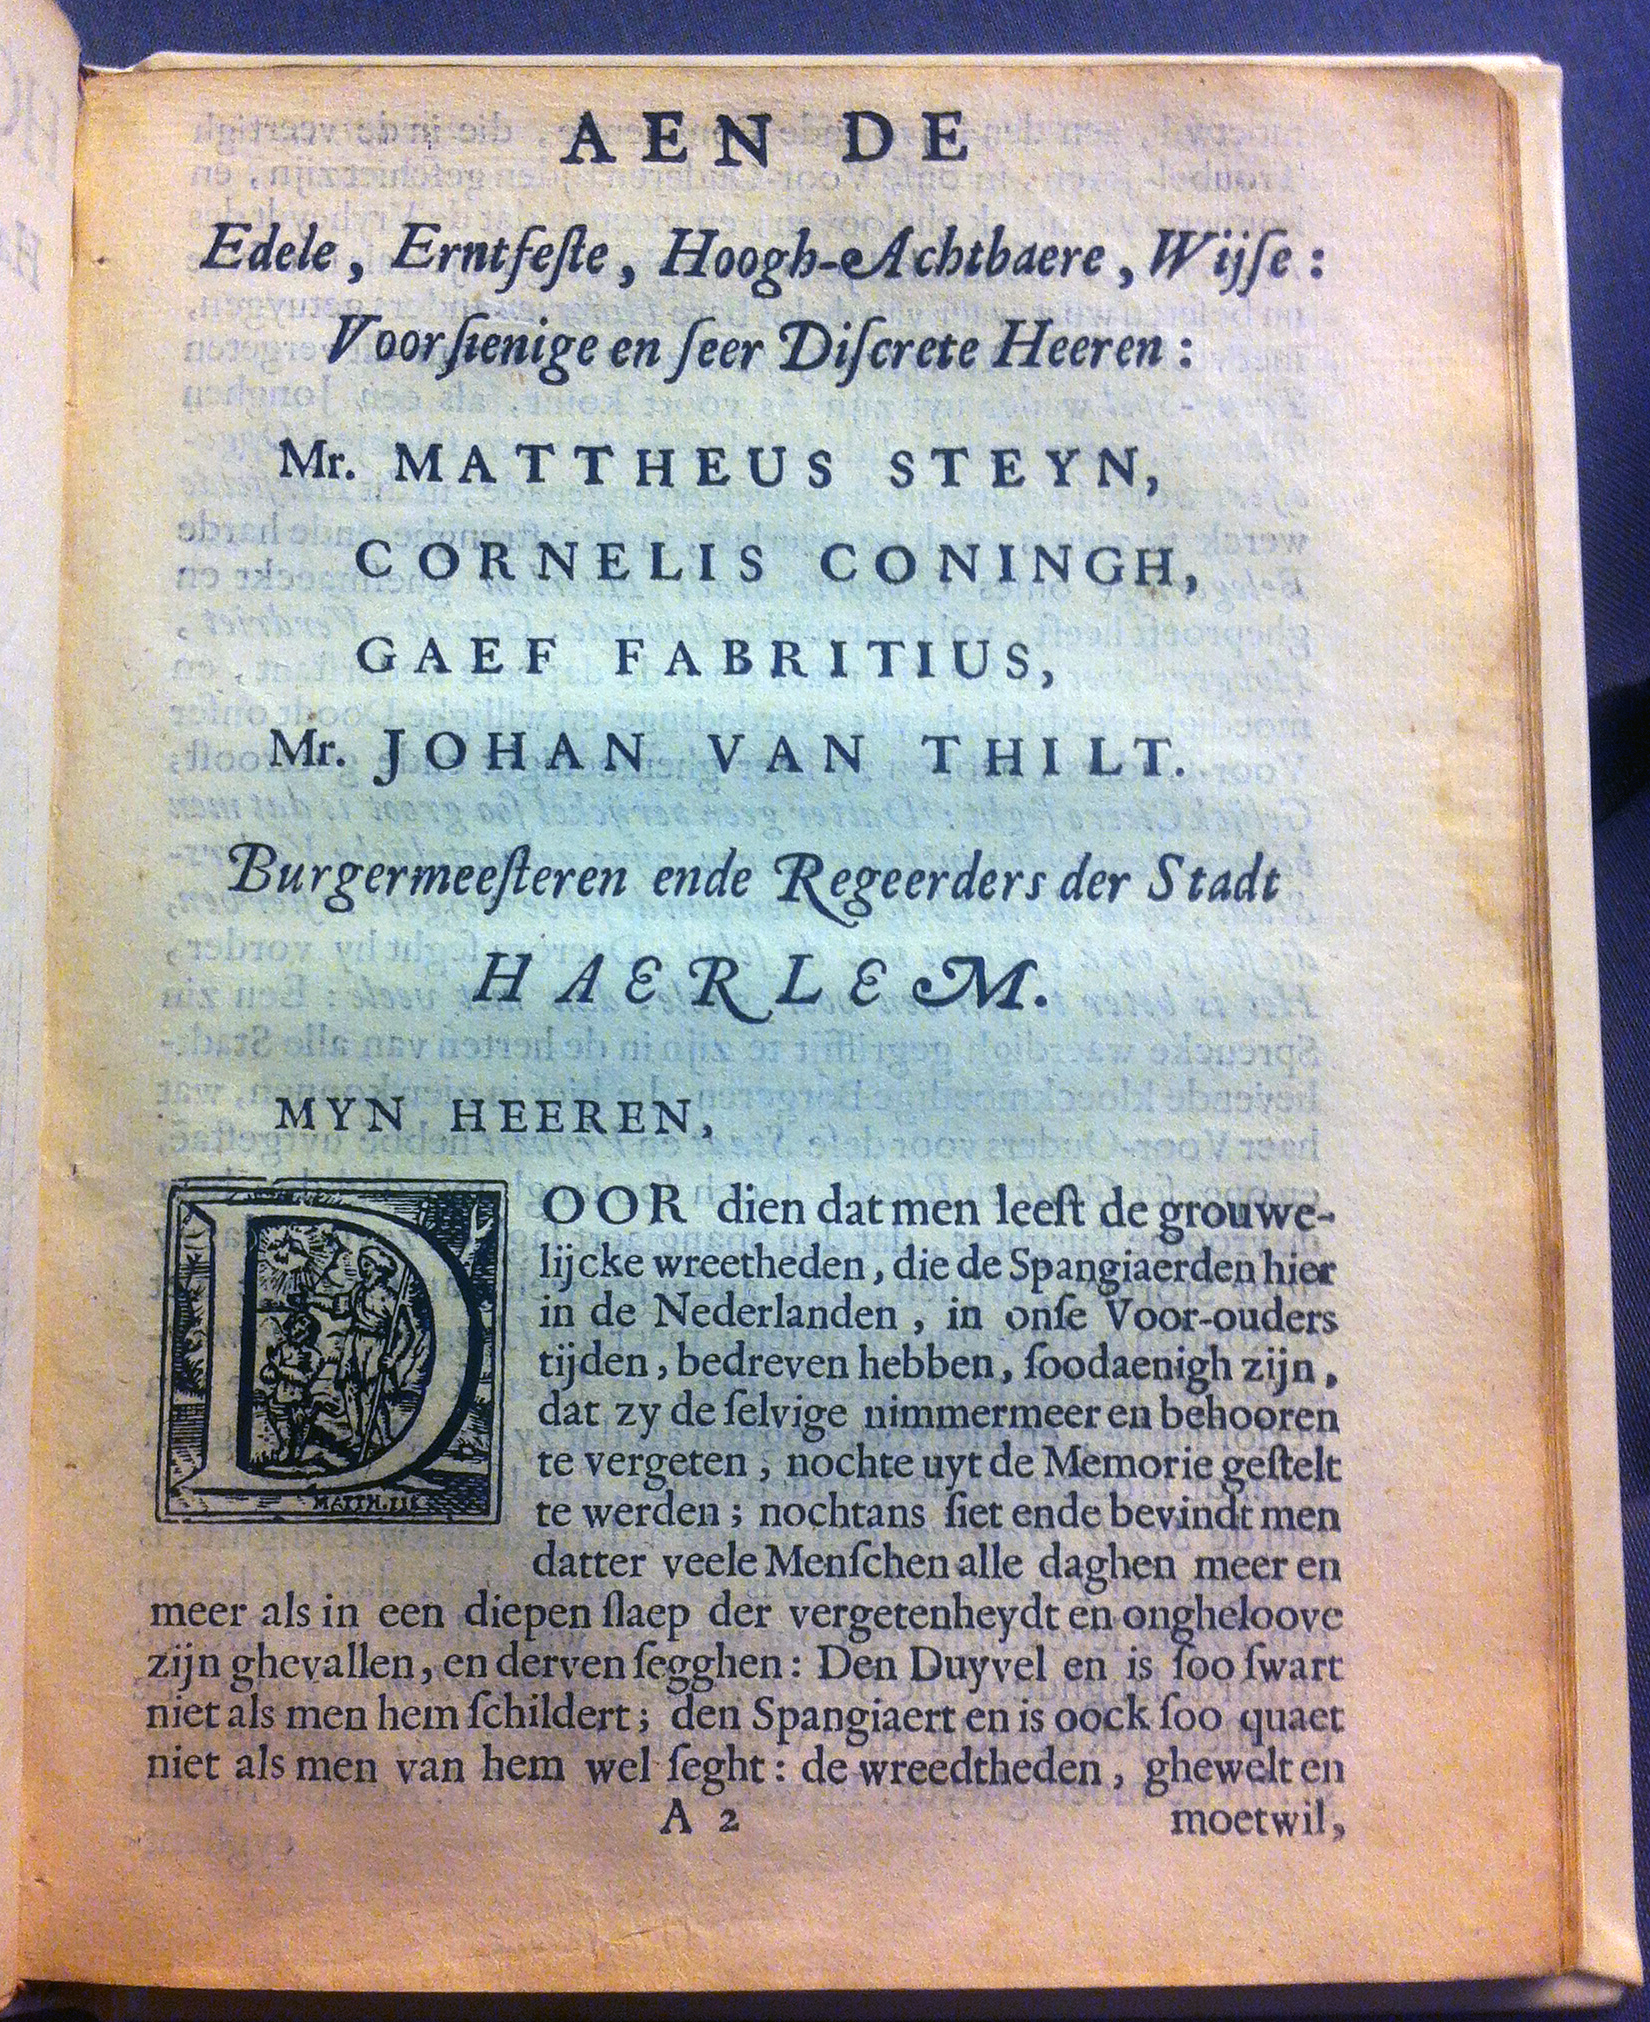 AEN DE
Edele, Erntfeſte, Hoogh-Achtbaere, Wijſe:
Voorſienige en ſeer Diſcrete Heeren:
Mr. MATTHEUS STEYN,
CORNELIS CONINGH,
GAEF FABRITIUS,
Mr. JOHAN VAN THILT.
Burgermeeſteren ende Regeerders der Stadt
HAERLEM.
MYN HEEREN,
DOOR dien dat men leeſt de grouwe-
lijcke wreetheden, die de Spangiaerden hier
in de Nederlanden, in onſe Voor-ouders
tijden, bedreven hebben, ſoodaenigh zijn,
dat zy de ſelvige nimmermeer en behooren
te vergeten, nochte uyt de Memorie geſtelt
te werden; nochtans ſiet ende bevindt men
datter veele Menſchen alle daghen meer en
meer als in een diepen ſlaep der vergetenheydt en ongheloove
zijn ghevallen, en derven ſegghen: Den Duyvel en is ſoo ſwart
niet als men hem ſchildert; den Spangiaert en is oock ſoo quaet
niet als men van hem wel ſeght: de wreedtheden, ghewelt en
A 2 moetwil,
MATTH. III